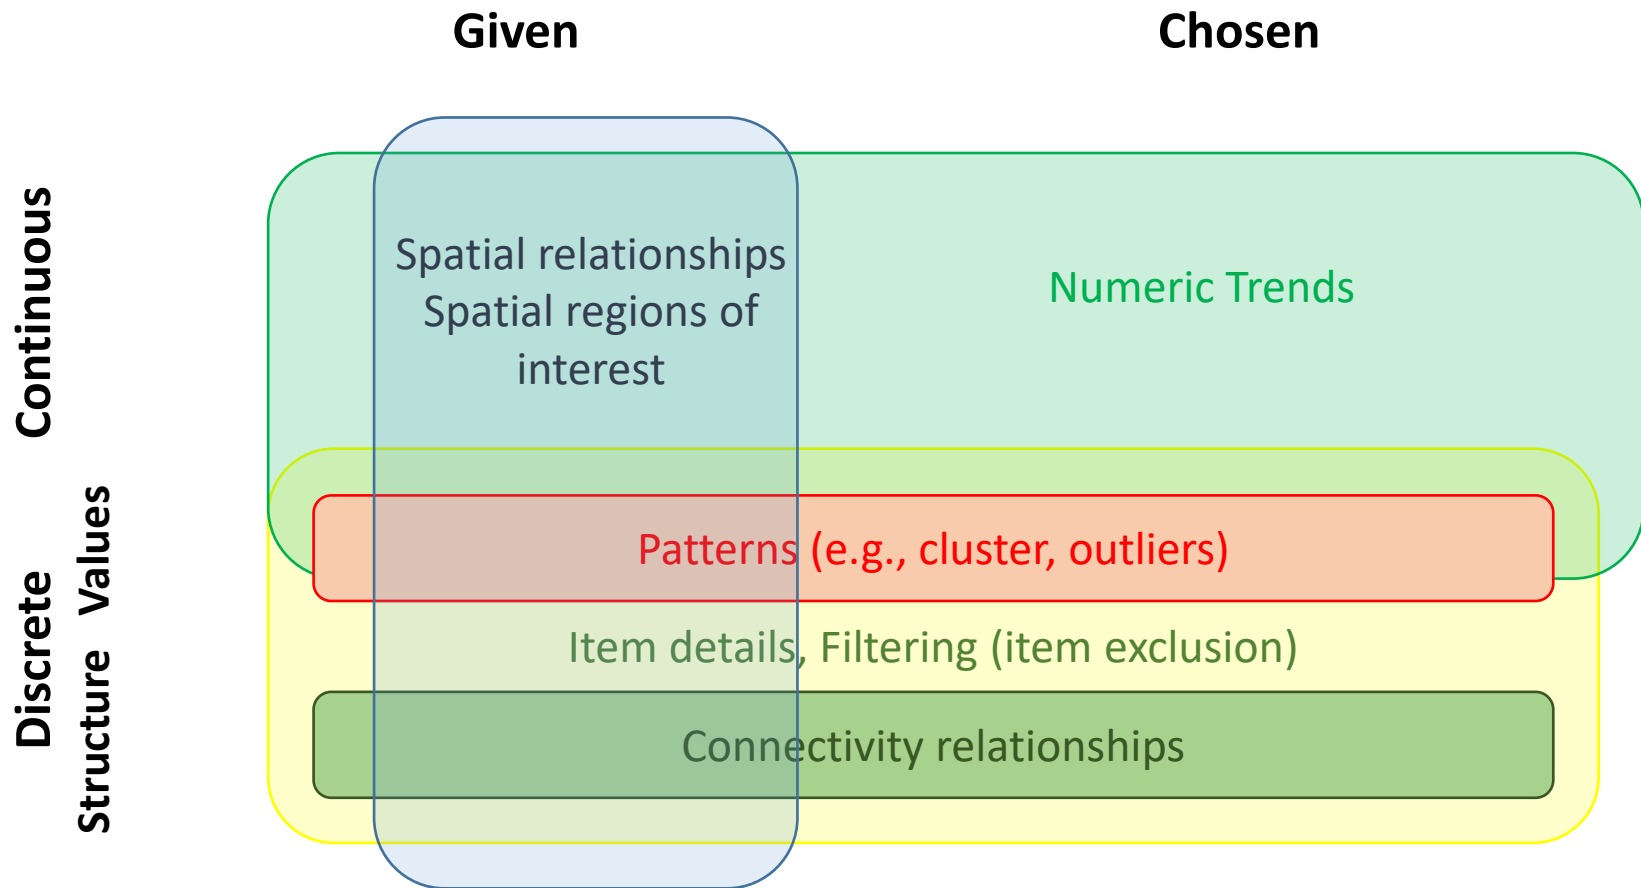 Given
Chosen
Continuous
Spatial relationships
Spatial regions of
interest
Numeric Trends
Discrete
Values
Structure
Patterns (e.g., cluster, outliers)
Item details, Filtering (item exclusion)
Connectivity relationships